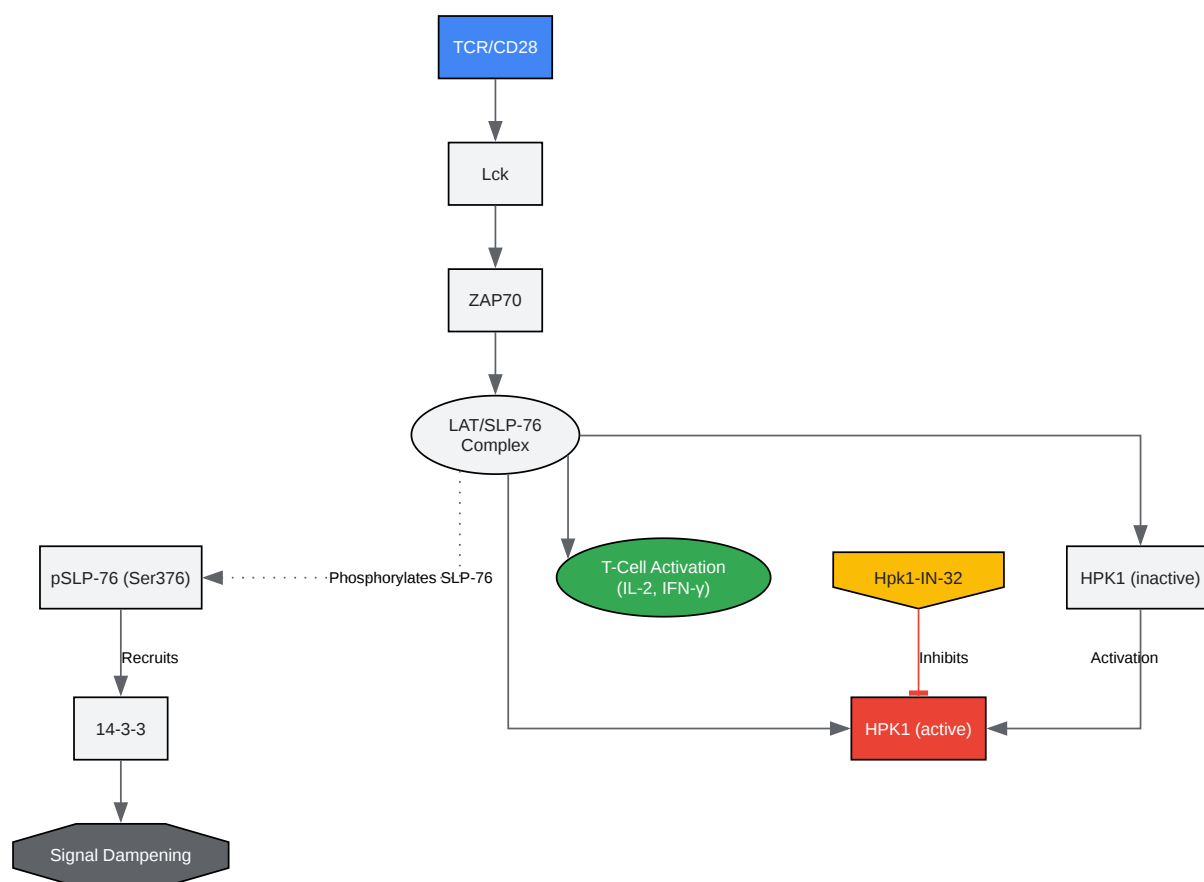 TCR/CD28
Lck
ZAP70
LAT/SLP-76
Complex
pSLP-76 (Ser376)
Phosphorylates SLP-76
T-Cell Activation
(IL-2, IFN-γ)
Hpk1-IN-32
HPK1 (inactive)
Recruits
Inhibits
Activation
14-3-3
HPK1 (active)
Signal Dampening